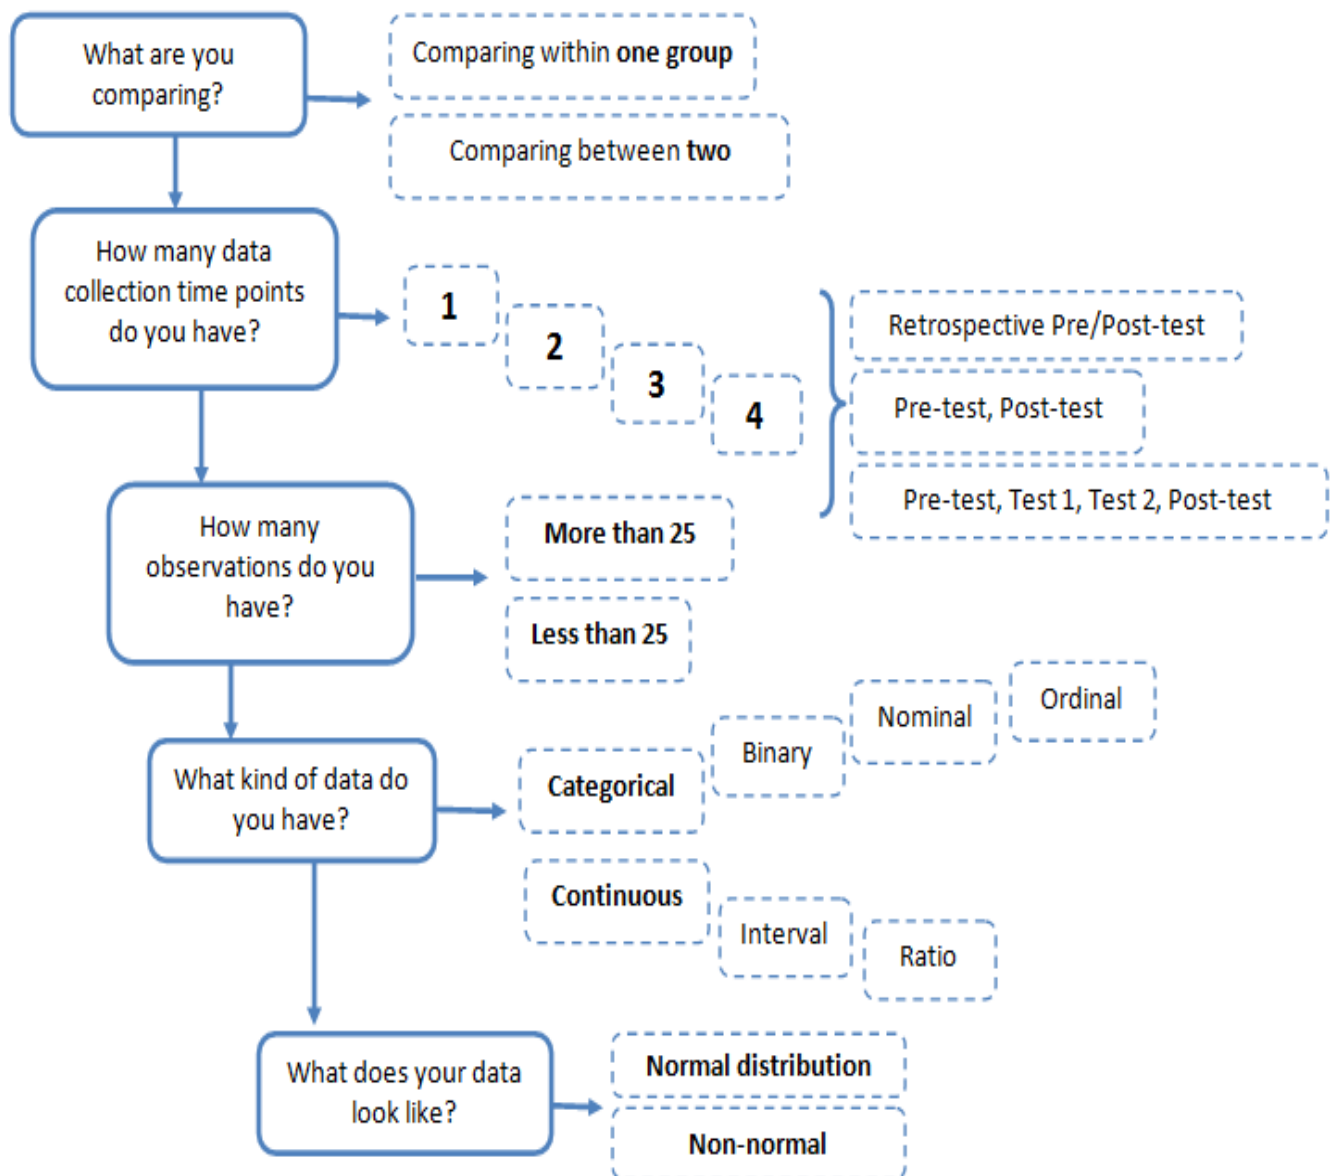 What are you
comparing?
Comparing within one group
Comparing between two
How many data
collection time points
do you have?
1
2
3
4
Retrospective Pre/Post-test
Pre-test, Post-test
Pre-test, Test 1, Test 2, Post-test
How many
observations do you
have?
More than 25
Less than 25
What kind of data do
you have?
Categorical
Binary
Nominal
Ordinal
Continuous
Interval
Ratio
What does your data
look like?
Normal distribution
Non-normal